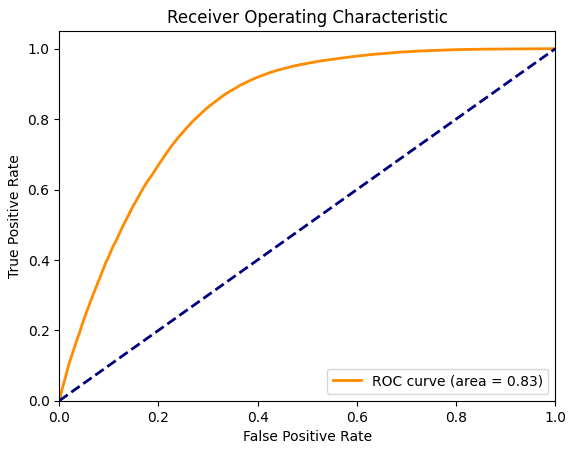 Receiver Operating Characteristic
True Positive Rate
1.0
0.8
0.6
0.4
0.2
0.0
ROC curve (area = 0.83)
0.0 0.2 0.4 0.6 0.8 1.0
False Positive Rate